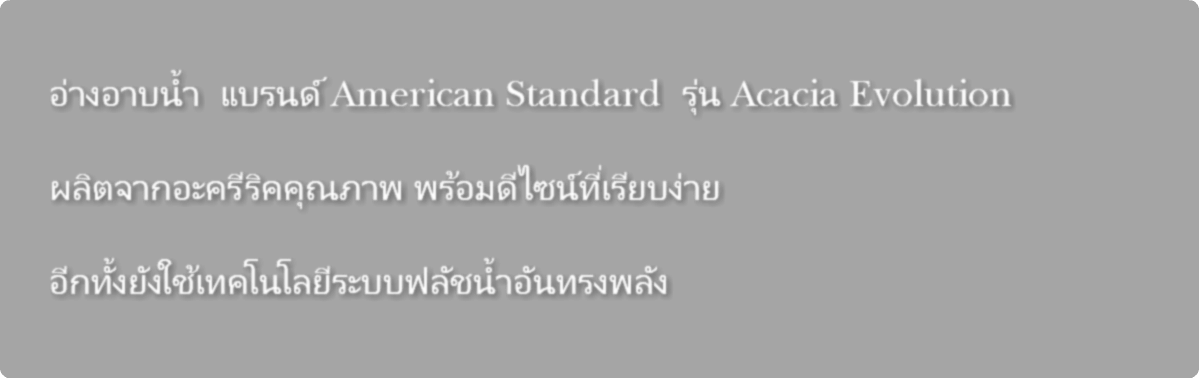 อ่างอาบน้ำ แบรนด์ American Standard รุ่น Acacia Evolution
ผลิตจากอะครีริคคุณภาพ พร้อมดีไซน์ที่เรียบง่าย
อีกทั้งยังใช้เทคโนโลยีระบบฟลัชน้ำอันทรงพลัง